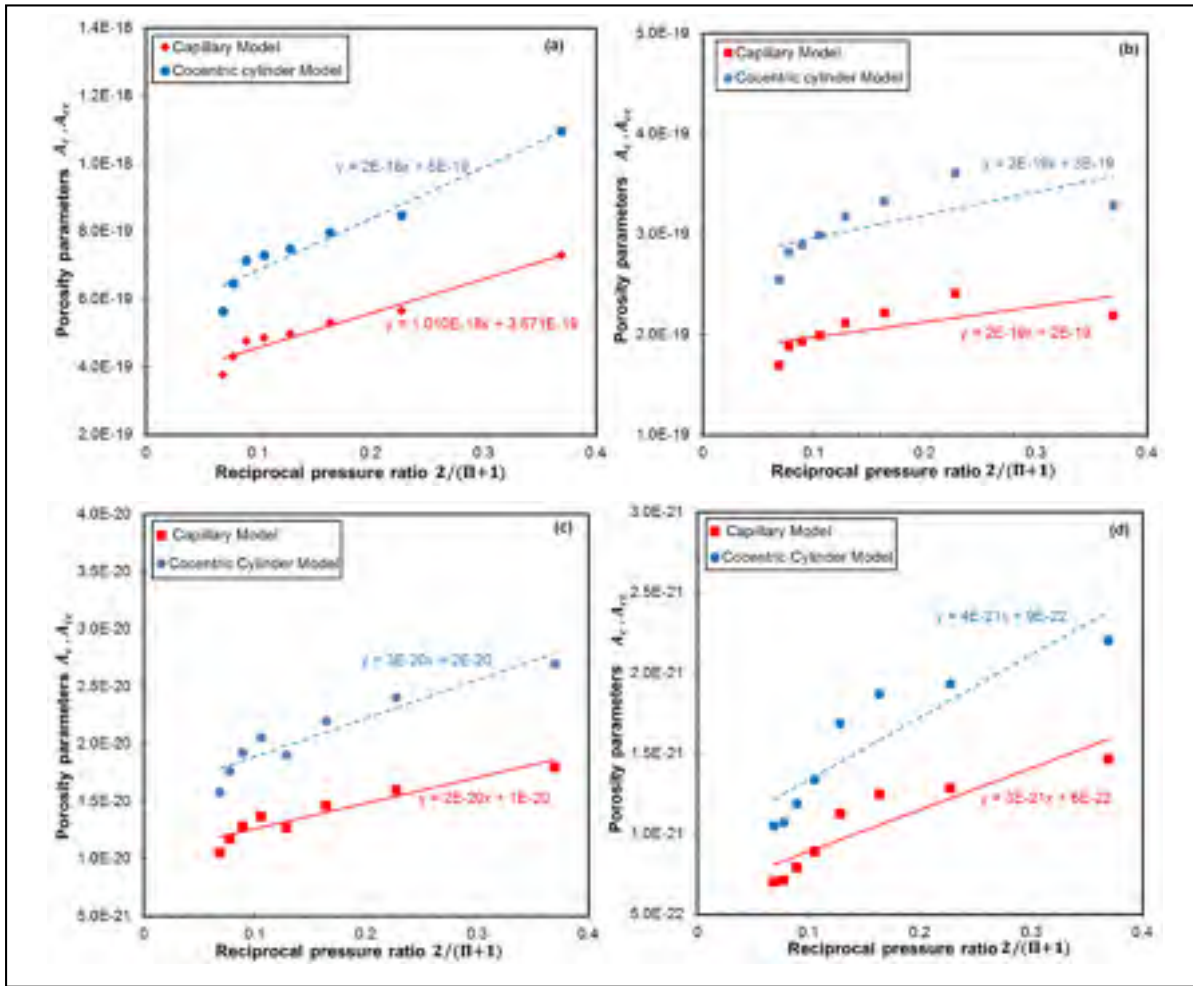 1.4E-18
1.2E-18
1.0E-18
8.0E-19
6.0E-19
4.0E-19
2.0E-19
Porosity parameters
Capillary Model
Cocentric cylinder Model
(a)
y = 1.010E-18x + 3.671E-19
0 0.1 0.2 0.3 0.4
Reciprocal pressure ratio 2/(Π+1)
5.0E-19
4.0E-19
3.0E-19
2.0E-19
1.0E-19
Porosity parameters
Capillary Model
Cocentric cylinder Model
(b)
y = 2E-19x + 2E-19
0 0.1 0.2 0.3 0.4
Reciprocal pressure ratio 2/(Π+1)
4.0E-20
3.5E-20
3.0E-20
2.5E-20
2.0E-20
1.5E-20
1.0E-20
5.0E-21
Porosity parameters
Capillary Model
Cocentric Cylinder Model
(c)
y = 3E-20x + 2E-20
y = 2E-20x + 1E-20
0 0.1 0.2 0.3 0.4
Reciprocal pressure ratio 2/(Π+1)
3.0E-21
2.5E-21
2.0E-21
1.5E-21
1.0E-21
5.0E-22
Porosity parameters
Capillary Model
Cocentric Cylinder Model
(d)
y = 4E-21x + 9E-22
y = 3E-21x + 6E-22
0 0.1 0.2 0.3 0.4
Reciprocal pressure ratio 2/(Π+1)